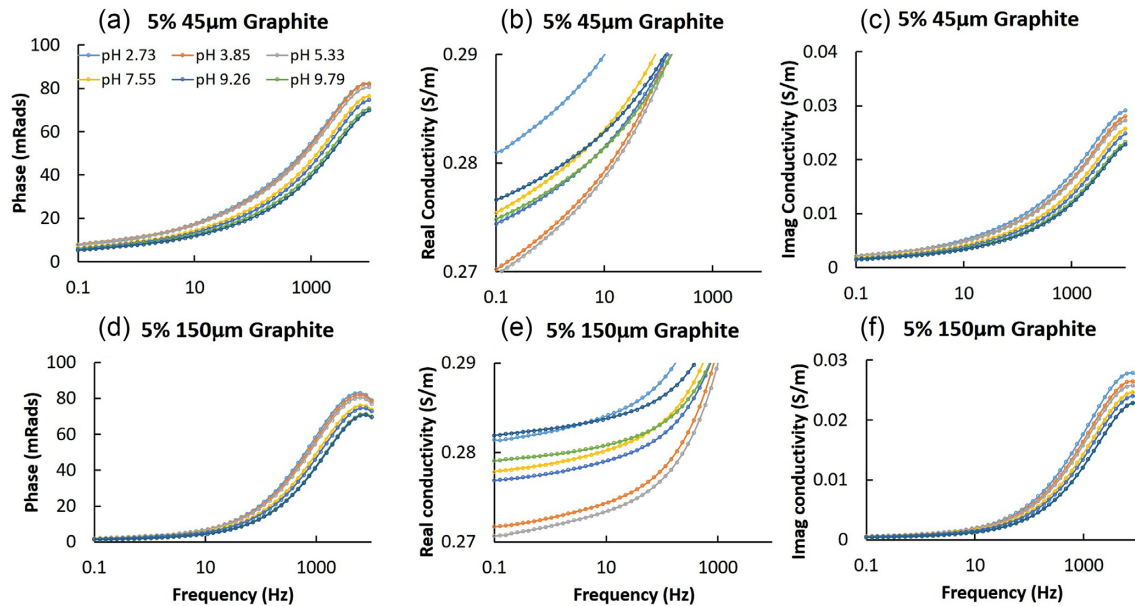 (a) 5% 45µm Graphite
pH 2.73 pH 3.85 pH 5.33
pH 7.55 pH 9.26 pH 9.79
Phase (mRads)
100
80
60
40
20
0
0.1 10 1000
(b) 5% 45µm Graphite
Real Conductivity (S/m)
0.29
0.28
0.27
0.1 10 1000
(c) 5% 45µm Graphite
Imag Conductivity (S/m)
0.04
0.03
0.02
0.01
0
0.1 10 1000
(d) 5% 150µm Graphite
Phase (mRads)
100
80
60
40
20
0
0.1 10 1000
Frequency (Hz)
(e) 5% 150µm Graphite
Real conductivity (S/m)
0.29
0.28
0.27
0.1 10 1000
Frequency (Hz)
(f) 5% 150µm Graphite
Imag conductivity (S/m)
0.03
0.02
0.01
0
0.1 10 1000
Frequency (Hz)